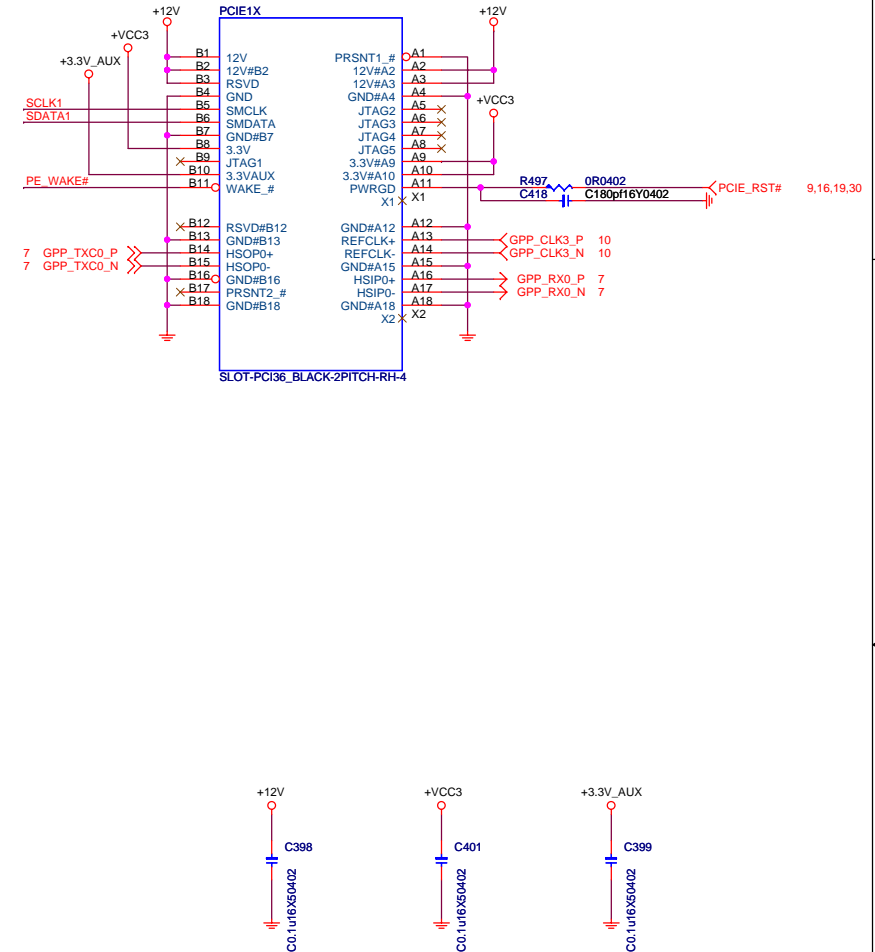 +12V
PCIE1X
+12V
+VCC3
+3.3V_AUX
B1 12V PRSNT1_# A1
B2 12V#B2 12V#A2 A2
B3 RSVD 12V#A3 A3
B4 GND GND#A4 A4
+VCC3
SCLK1 B5 SMCLK JTAG2 A5
SDATA1 B6 SMDATA JTAG3 A6
B7 GND#B7 JTAG4 A7
B8 3.3V JTAG5 A8
B9 JTAG1 3.3V#A9 A9
B10 3.3VAUX 3.3V#A10 A10
PE_WAKE# B11 WAKE_# PWRGD A11 R497 0R0402 PCIE_RST# 9,16,19,30
X1 X1 C418 C180pf16Y0402
B12 RSVD#B12 GND#A12 A12
B13 GND#B13 REFCLK+ A13 GPP_CLK3_P 10
7 GPP_TXC0_P B14 HSOP0+ REFCLK- A14 GPP_CLK3_N 10
7 GPP_TXC0_N B15 HSOP0- GND#A15 A15
B16 GND#B16 HSIP0+ A16 GPP_RX0_P 7
B17 PRSNT2_# HSIP0- A17 GPP_RX0_N 7
B18 GND#B18 GND#A18 A18
X2 X2
SLOT-PCI36_BLACK-2PITCH-RH-4
+12V +VCC3 +3.3V_AUX
C398 C401 C399
C0.1u16X50402 C0.1u16X50402 C0.1u16X50402